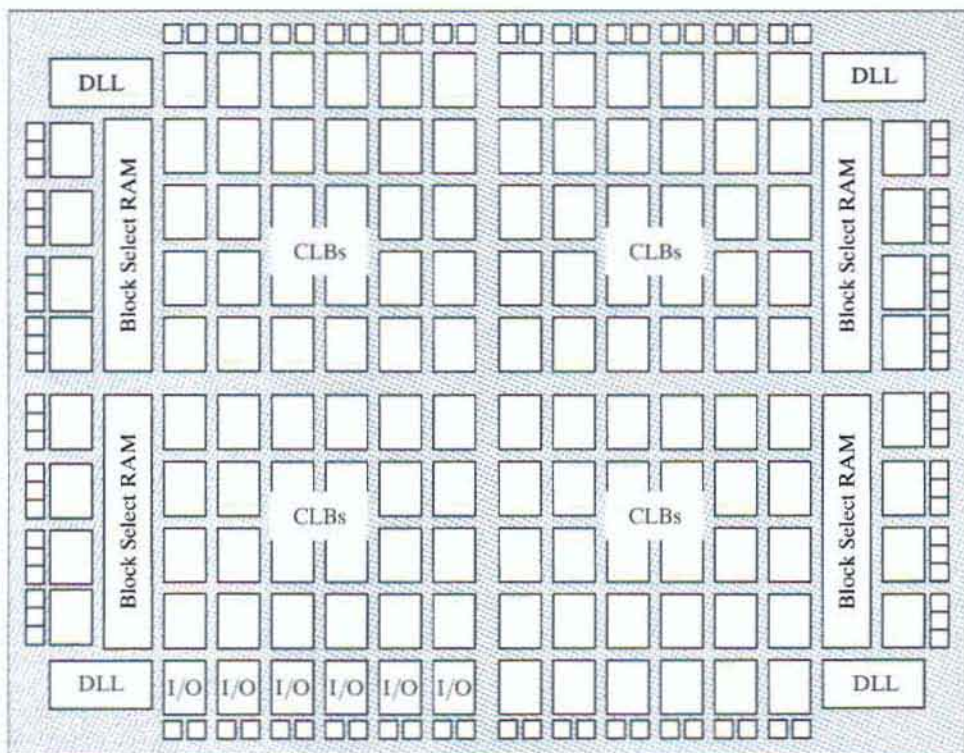 DLL DLL
Block Select RAM Block Select RAM
CLBs CLBs
Block Select RAM Block Select RAM
CLBs CLBs
DLL I/O I/O I/O I/O I/O I/O DLL